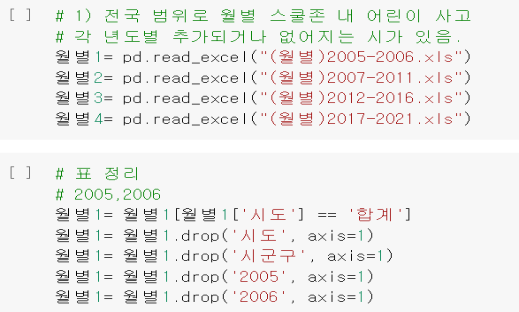 [ ] # 1) 전국 범위로 월별 스쿨존 내 어린이 사고
# 각 년도별 추가되거나 없어지는 시가 있음.
월별1= pd.read_excel("(월별)2005-2006.xls")
월별2= pd.read_excel("(월별)2007-2011.xls")
월별3= pd.read_excel("(월별)2012-2016.xls")
월별4= pd.read_excel("(월별)2017-2021.xls")
[ ] # 표 정리
# 2005,2006
월별1= 월별1[월별1['시도'] == '합계']
월별1= 월별1.drop('시도', axis=1)
월별1= 월별1.drop('시군구', axis=1)
월별1= 월별1.drop('2005', axis=1)
월별1= 월별1.drop('2006', axis=1)